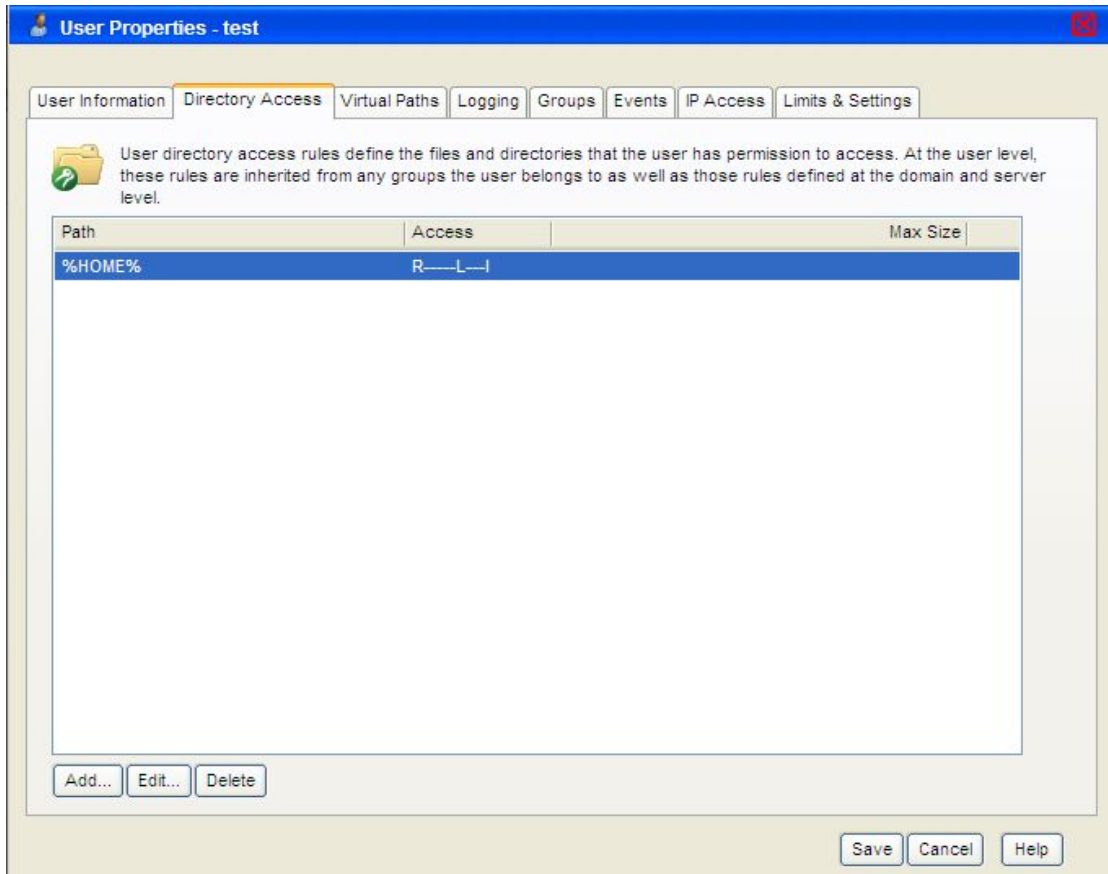 User Properties - test
User Information Directory Access Virtual Paths Logging Groups Events IP Access Limits & Settings
User directory access rules define the files and directories that the user has permission to access. At the user level,
these rules are inherited from any groups the user belongs to as well as those rules defined at the domain and server
level.
Path Access Max Size
%HOME% R------L----I
Add... Edit... Delete
Save Cancel Help